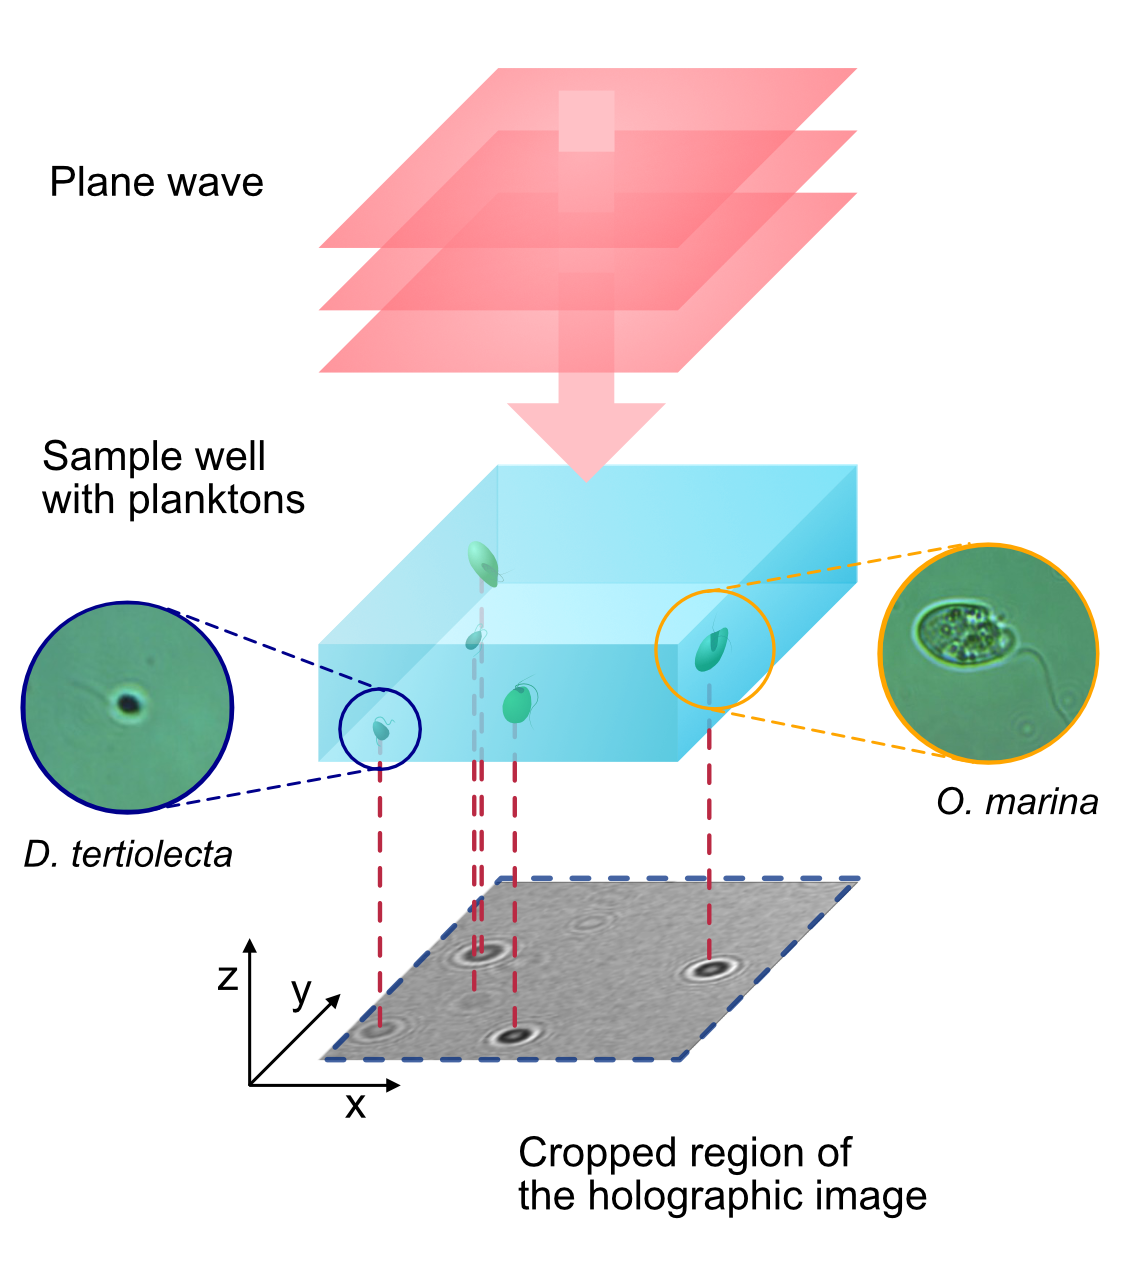 Plane wave
Sample well
with planktons
O. marina
D. tertiolecta
z
y
x
Cropped region of
the holographic image